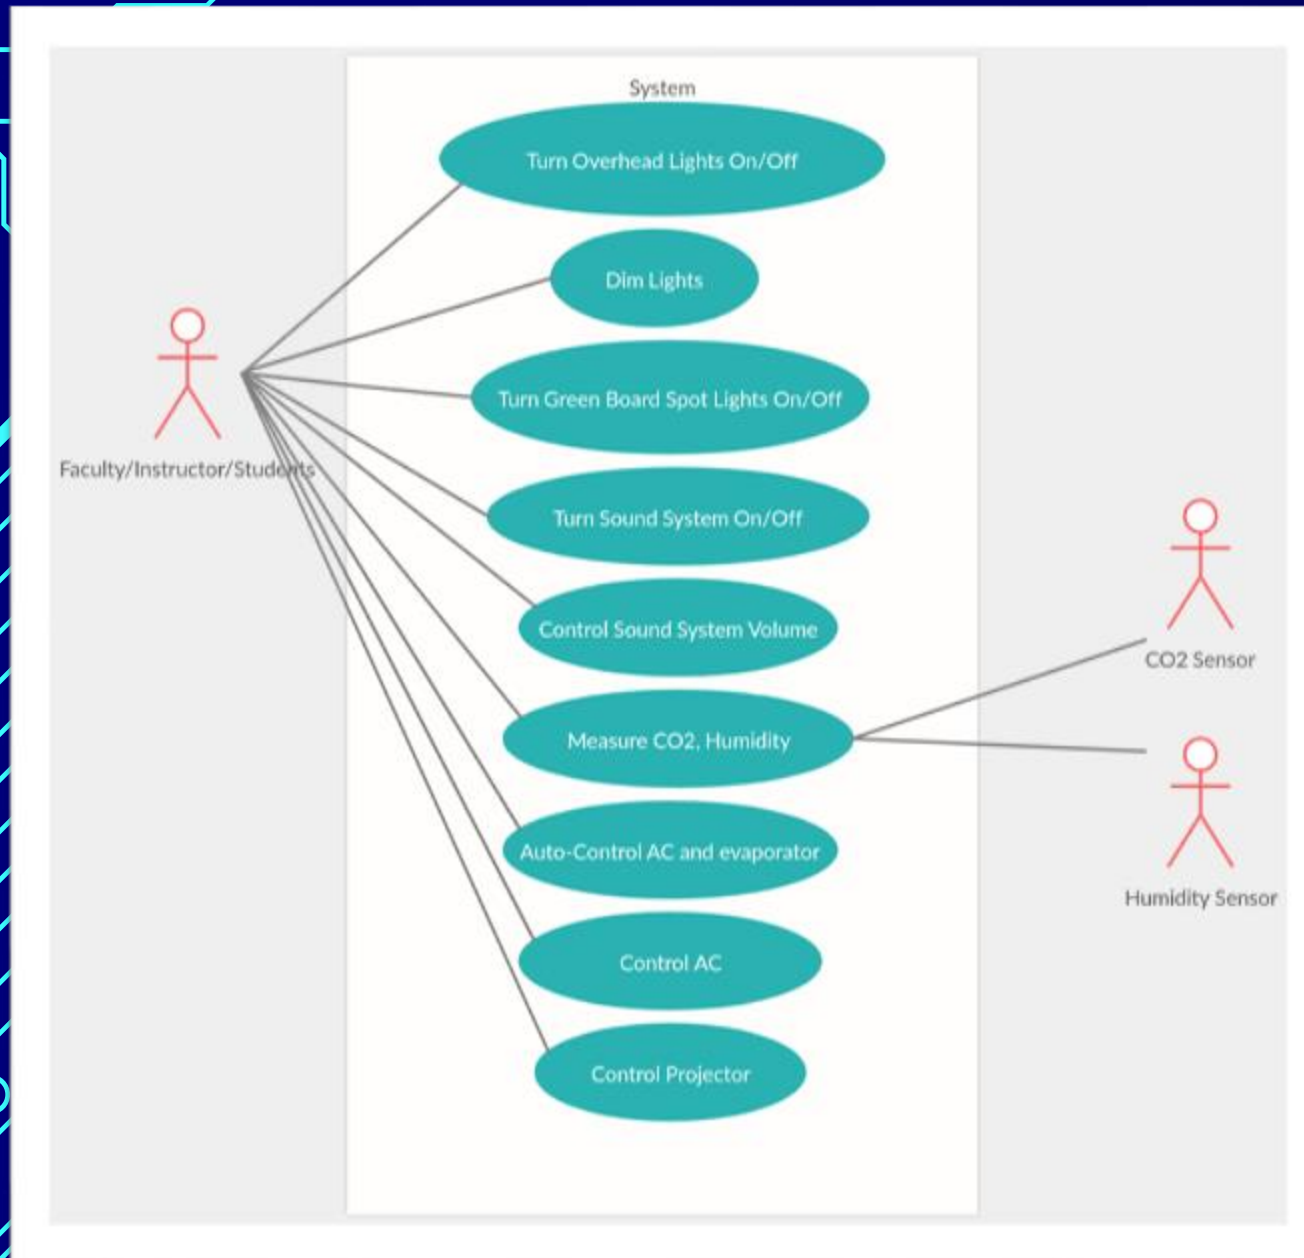 System
Turn Overhead Lights On/Off
Dim Lights
Turn Green Board Spot Lights On/Off
Faculty/Instructor/Students
Turn Sound System On/Off
Control Sound System Volume
CO2 Sensor
Measure CO2, Humidity
Auto-Control AC and evaporator
Humidity Sensor
Control AC
Control Projector